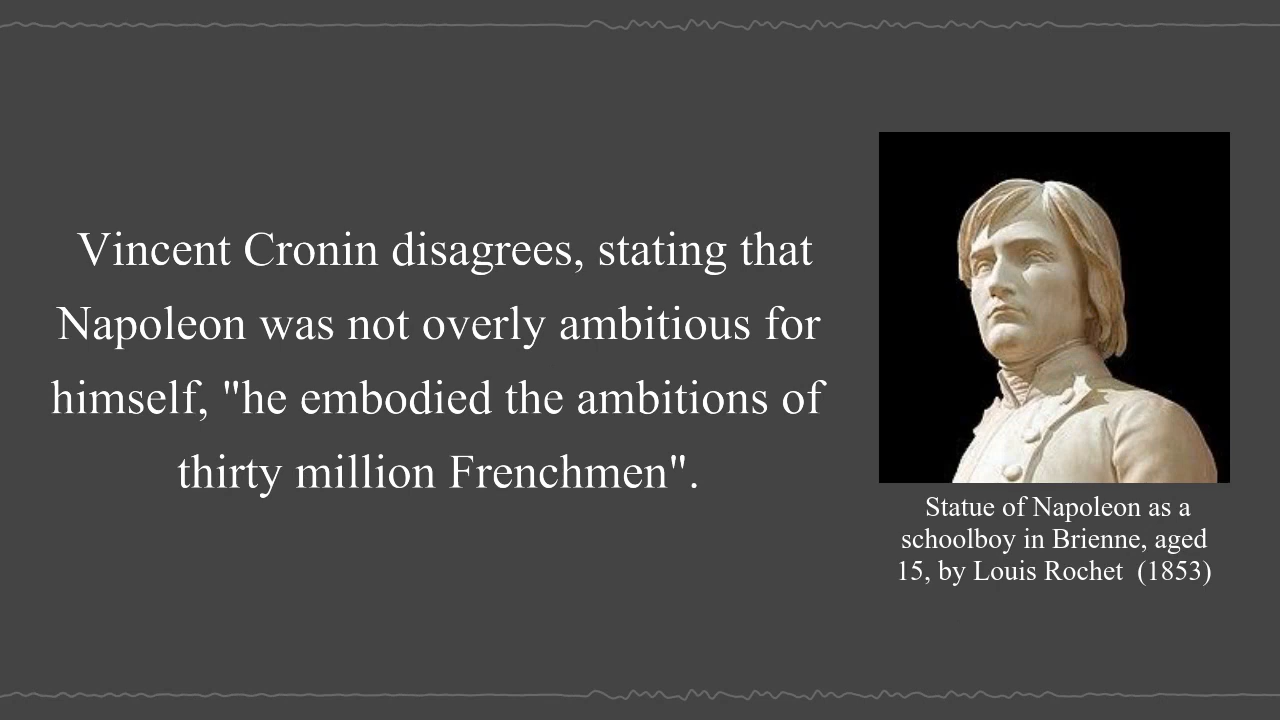 Vincent Cronin disagrees, stating that
Napoleon was not overly ambitious for
himself, "he embodied the ambitions of
thirty million Frenchmen".
Statue of Napoleon as a
schoolboy in Brienne, aged
15, by Louis Rochet  (1853)